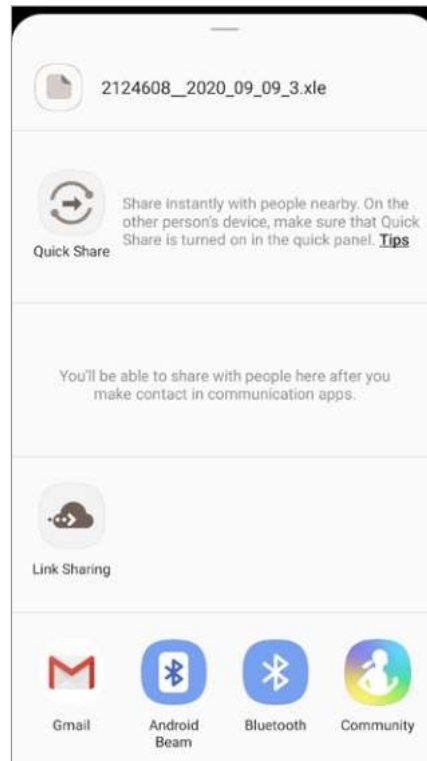 2124608__2020_09_09_3.xle
Share instantly with people nearby. On the
other person's device, make sure that Quick
Share is turned on in the quick panel. Tips
Quick Share
You'll be able to share with people here after you
make contact in communication apps.
Link Sharing
Gmail
Android
Beam
Bluetooth
Community